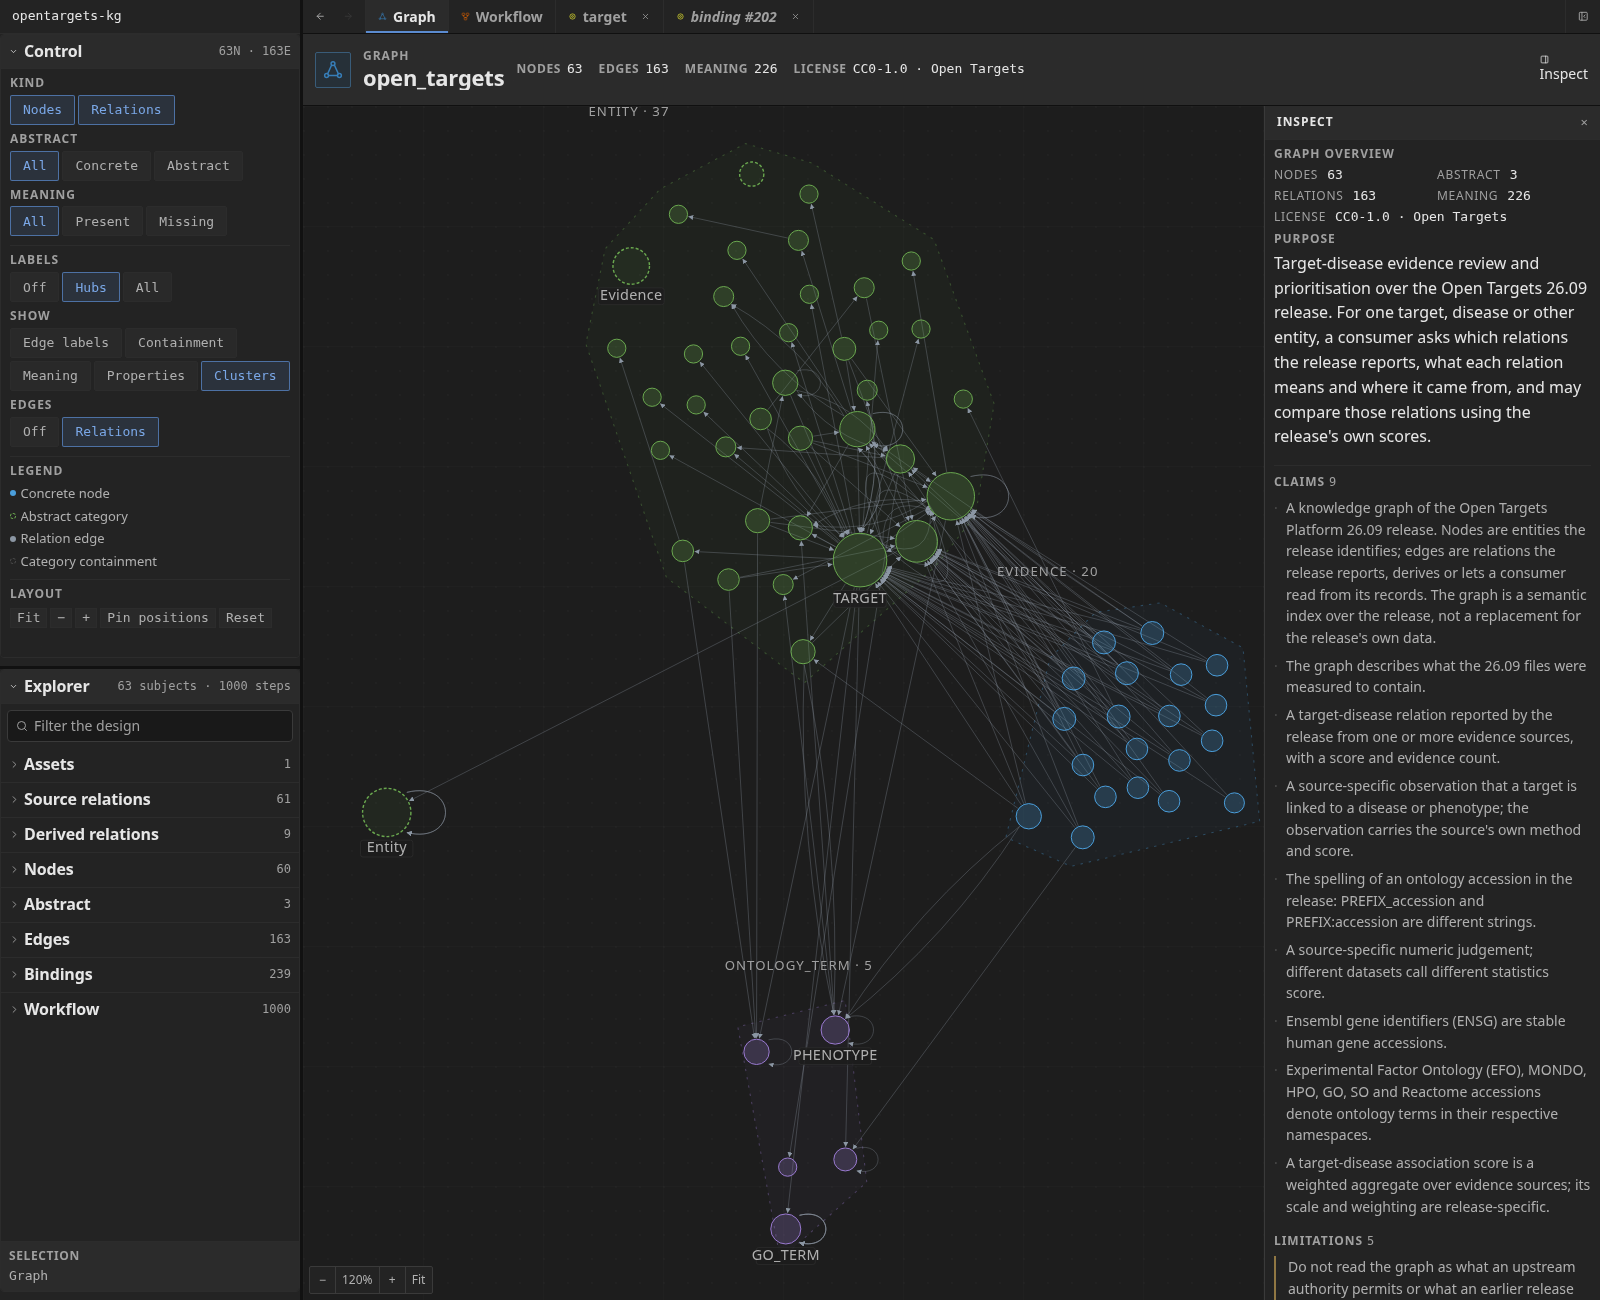 opentargets-kg
Control 63N · 163E
KIND
Nodes Relations
ABSTRACT
All Concrete Abstract
MEANING
All Present Missing
LABELS
Off Hubs All
SHOW
Edge labels Containment
Meaning Properties Clusters
EDGES
Off Relations
LEGEND
Concrete node
Abstract category
Relation edge
Category containment
LAYOUT
Fit − + Pin positions Reset
Explorer 63 subjects · 1000 steps
Filter the design
Assets 1
Source relations 61
Derived relations 9
Nodes 60
Abstract 3
Edges 163
Bindings 239
Workflow 1000
SELECTION
Graph
Graph Workflow target × binding #202 ×
GRAPH
open_targets NODES 63 EDGES 163 MEANING 226 LICENSE CC0-1.0 · Open Targets
Inspect
ENTITY · 37
Evidence
TARGET
EVIDENCE · 20
Entity
ONTOLOGY_TERM · 5
PHENOTYPE
GO_TERM
− 120% + Fit
INSPECT ×
GRAPH OVERVIEW
NODES 63 ABSTRACT 3
RELATIONS 163 MEANING 226
LICENSE CC0-1.0 · Open Targets
PURPOSE
Target-disease evidence review and
prioritisation over the Open Targets 26.09
release. For one target, disease or other
entity, a consumer asks which relations
the release reports, what each relation
means and where it came from, and may
compare those relations using the
release's own scores.
CLAIMS 9
A knowledge graph of the Open Targets
Platform 26.09 release. Nodes are entities the
release identifies; edges are relations the
release reports, derives or lets a consumer
read from its records. The graph is a semantic
index over the release, not a replacement for
the release's own data.
The graph describes what the 26.09 files were
measured to contain.
A target-disease relation reported by the
release from one or more evidence sources,
with a score and evidence count.
A source-specific observation that a target is
linked to a disease or phenotype; the
observation carries the source's own method
and score.
The spelling of an ontology accession in the
release: PREFIX_accession and
PREFIX:accession are different strings.
A source-specific numeric judgement;
different datasets call different statistics
score.
Ensembl gene identifiers (ENSG) are stable
human gene accessions.
Experimental Factor Ontology (EFO), MONDO,
HPO, GO, SO and Reactome accessions
denote ontology terms in their respective
namespaces.
A target-disease association score is a
weighted aggregate over evidence sources; its
scale and weighting are release-specific.
LIMITATIONS 5
Do not read the graph as what an upstream
authority permits or what an earlier release